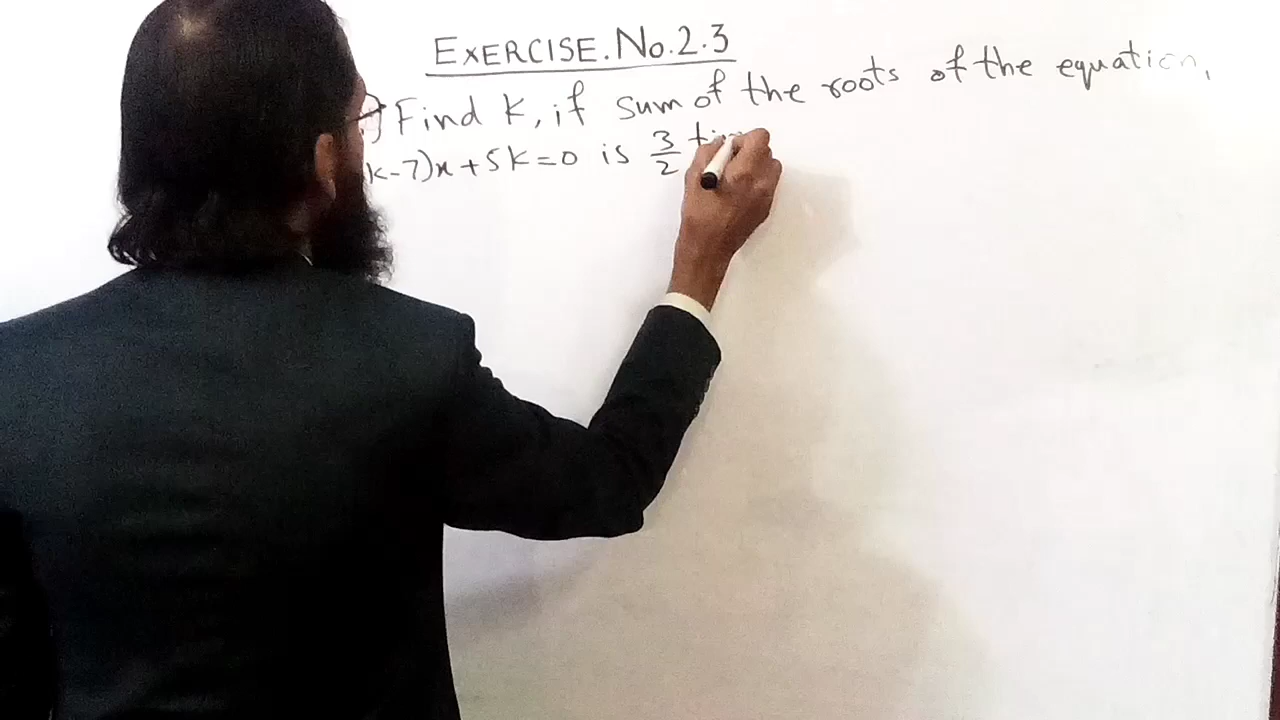 EXERCISE.No.2.3
) Find K, if sum of the roots of the equation,
k-7)x+5k=0 is 3/2